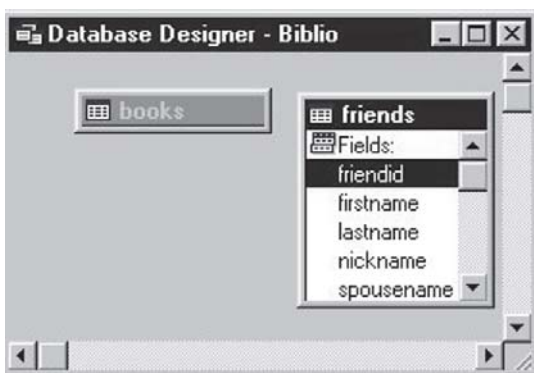 Database Designer - Biblio
books
friends
Fields:
friendid
firstname
lastname
nickname
spousename